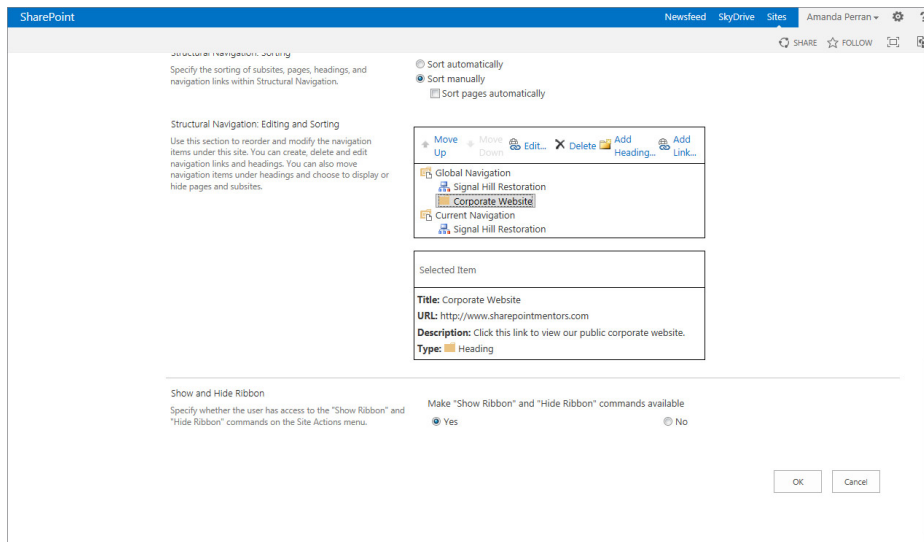 SharePoint
Newsfeed SkyDrive Sites Amanda Perran
SHARE FOLLOW
Structural Navigation: Sorting
Specify the sorting of subsites, pages, headings, and
navigation links within Structural Navigation.
Sort automatically
Sort manually
Sort pages automatically
Structural Navigation: Editing and Sorting
Use this section to reorder and modify the navigation
items under this site. You can create, delete and edit
navigation links and headings. You can also move
navigation items under headings and choose to display or
hide pages and subsites.
Move Up Move Down Edit... Delete Add Heading... Add Link...
Global Navigation
Signal Hill Restoration
Corporate Website
Current Navigation
Signal Hill Restoration
Selected Item
Title: Corporate Website
URL: http://www.sharepointmentors.com
Description: Click this link to view our public corporate website.
Type: Heading
Show and Hide Ribbon
Specify whether the user has access to the "Show Ribbon" and
"Hide Ribbon" commands on the Site Actions menu.
Make "Show Ribbon" and "Hide Ribbon" commands available
Yes No
OK Cancel